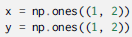 x = np.ones((1, 2))
y = np.ones((1, 2))